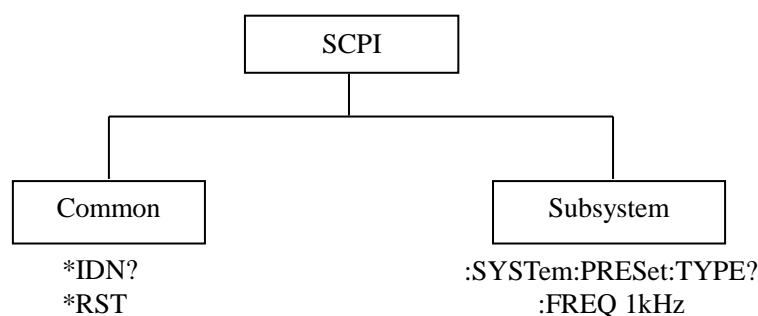 SCPI
Common
Subsystem
*IDN?
:SYSTem:PRESet:TYPE?
*RST
:FREQ 1kHz